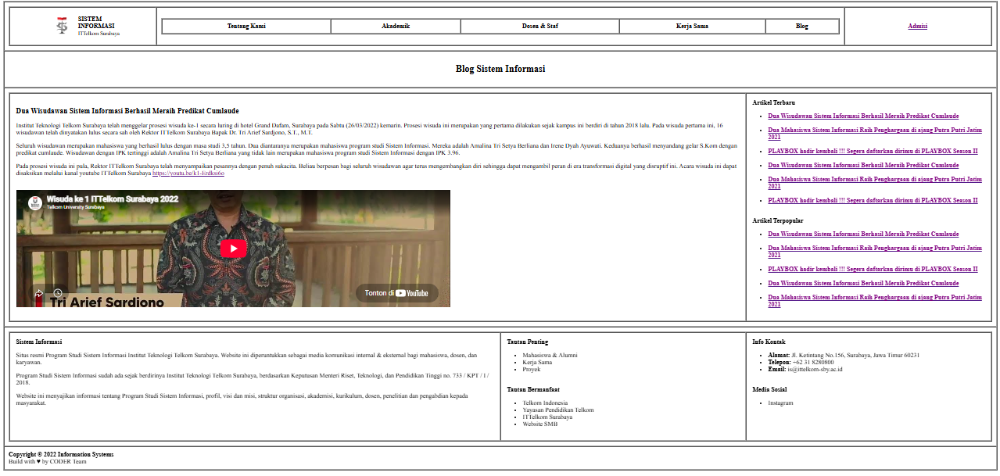 SISTEM
INFORMASI
ITTelkom Surabaya
Tentang Kami
Akademik
Dosen & Staf
Kerja Sama
Blog
Admisi
Blog Sistem Informasi
Dua Wisudawan Sistem Informasi Berhasil Meraih Predikat Cumlaude
Institut Teknologi Telkom Surabaya telah menggelar prosesi wisuda ke-1 secara luring di hotel Grand Dafam, Surabaya pada Sabtu (26/03/2022) kemarin. Prosesi wisuda ini merupakan yang pertama dilakukan sejak kampus ini berdiri di tahun 2018 lalu. Pada wisuda pertama ini, 16
wisudawan telah dinyatakan lulus secara sah oleh Rektor ITTelkom Surabaya Bapak Dr. Tri Arief Sardjono, S.T., M.T.
Seluruh wisudawan merupakan mahasiswa yang berhasil lulus dengan masa studi 3,5 tahun. Dua diantaranya merupakan mahasiswa program studi Sistem Informasi. Mereka adalah Amalina Tri Setya Berliana dan Irene Dyah Ayuwati. Keduanya berhasil menyandang gelar S.Kom dengan
predikat cumlaude. Wisudawan dengan IPK tertinggi adalah Amalina Tri Setya Berliana yang tidak lain merupakan mahasiswa program studi Sistem Informasi dengan IPK 3.96.
Pada prosesi wisuda ini pula, Rektor ITTelkom Surabaya telah menyampaikan pesannya dengan penuh sukacita. Beliau berpesan bagi seluruh wisudawan agar terus mengembangkan diri sehingga dapat mengambil peran di era transformasi digital yang disruptif ini. Acara wisuda ini dapat
disaksikan melalui kanal youtube ITTelkom Surabaya https://youtu.be/k1-Erdksi6o
Wisuda ke 1 ITTelkom Surabaya 2022
Telkom University Surabaya
Tri Arief Sardjono
Tonton di YouTube
Artikel Terbaru
Dua Wisudawan Sistem Informasi Berhasil Meraih Predikat Cumlaude
Dua Mahasiswa Sistem Informasi Raih Penghargaan di ajang Putra Putri Jatim
2021
PLAYBOX hadir kembali !!! Segera daftarkan dirimu di PLAYBOX Season II
Dua Wisudawan Sistem Informasi Berhasil Meraih Predikat Cumlaude
Dua Mahasiswa Sistem Informasi Raih Penghargaan di ajang Putra Putri Jatim
2021
PLAYBOX hadir kembali !!! Segera daftarkan dirimu di PLAYBOX Season II
Artikel Terpopular
Dua Wisudawan Sistem Informasi Berhasil Meraih Predikat Cumlaude
Dua Mahasiswa Sistem Informasi Raih Penghargaan di ajang Putra Putri Jatim
2021
PLAYBOX hadir kembali !!! Segera daftarkan dirimu di PLAYBOX Season II
Dua Wisudawan Sistem Informasi Berhasil Meraih Predikat Cumlaude
Dua Mahasiswa Sistem Informasi Raih Penghargaan di ajang Putra Putri Jatim
2021
Sistem Informasi
Situs resmi Program Studi Sistem Informasi Institut Teknologi Telkom Surabaya. Website ini diperuntukkan sebagai media komunikasi internal & eksternal bagi mahasiswa, dosen, dan
karyawan.
Program Studi Sistem Informasi sudah ada sejak berdirinya Institut Teknologi Telkom Surabaya, berdasarkan Keputusan Menteri Riset, Teknologi, dan Pendidikan Tinggi no. 733 / KPT / I /
2018.
Website ini menyajikan informasi tentang Program Studi Sistem Informasi, profil, visi dan misi, struktur organisasi, akademisi, kurikulum, dosen, penelitian dan pengabdian kepada
masyarakat.
Tautan Penting
Mahasiswa & Alumni
Kerja Sama
Proyek
Tautan Bermanfaat
Telkom Indonesia
Yayasan Pendidikan Telkom
ITTelkom Surabaya
Website SMB
Info Kontak
Alamat: Jl. Ketintang No.156, Surabaya, Jawa Timur 60231
Telepon: +62 31 8280800
Email: is@ittelkom-sby.ac.id
Media Sosial
Instagram
Copyright © 2022 Information Systems
Build with ♥ by CODER Team